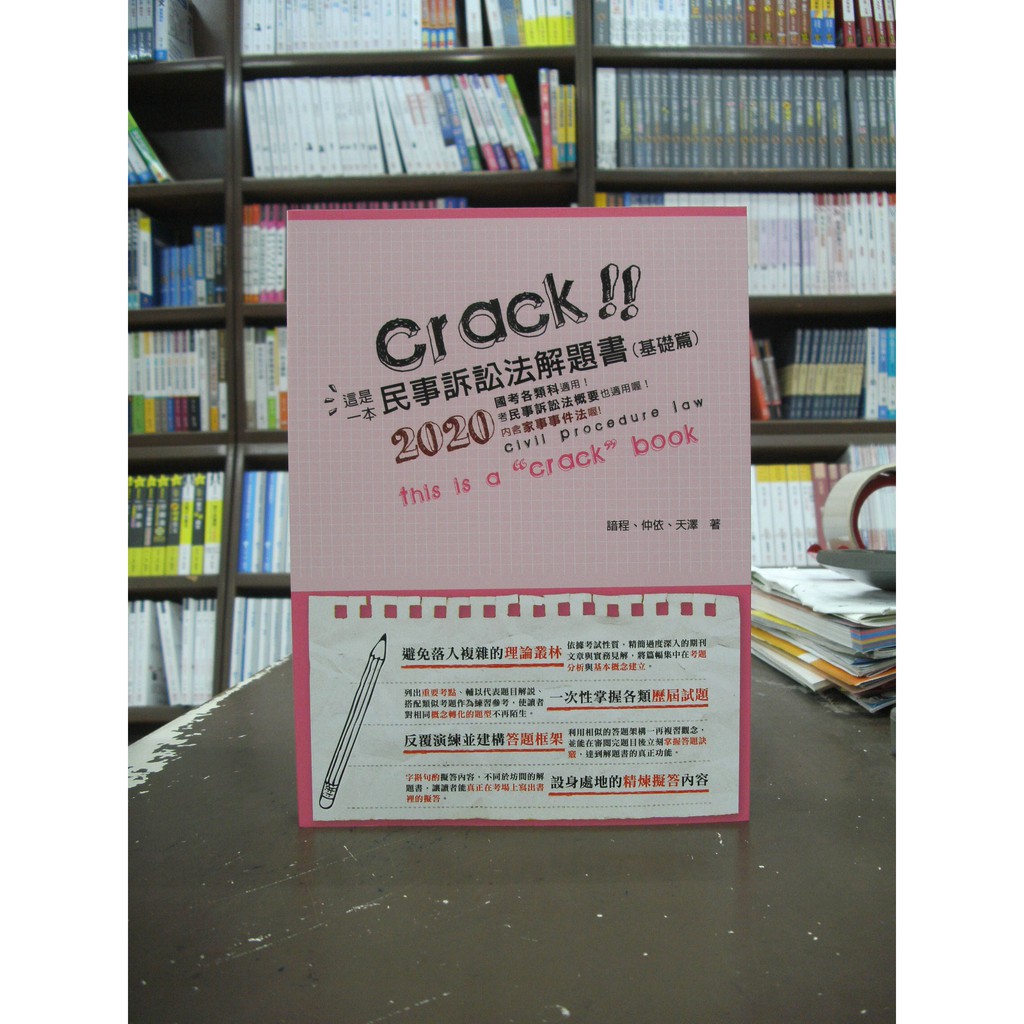 crack!!
這是一本 民事訴訟法解題書(基礎篇)
2020
國考各類科適用！
考民事訴訟法概要也適用喔！
內含家事事件法喔!
civil procedure law
this is a “crack” book
諳程、仲依、天澤 著
避免落入複雜的理論叢林
依據考試性質，精簡過度深入的期刊
文章與實務見解，將篇幅集中在考題
分析與基本概念建立。
列出重要考點、輔以代表題目解說、
搭配類似考題作為練習參考，使讀者
對相同概念轉化的題型不再陌生。
一次性掌握各類歷屆試題
反覆演練並建構答題框架
利用相似的答題架構一再複習觀念，
並能在審閱完題目後立刻掌握答題訣
竅，達到解題書的真正功能。
字斟句酌擬答內容，不同於坊間的解
題書，讓讀者能真正在考場上寫出書
裡的擬答。
設身處地的精煉擬答內容